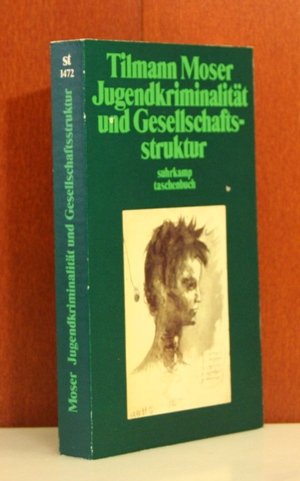 st
1472
Moser Jugendkriminalität und Gesellschaftsstruktur
Tilmann Moser
Jugendkriminalität
und Gesellschafts-
struktur
suhrkamp
taschenbuch